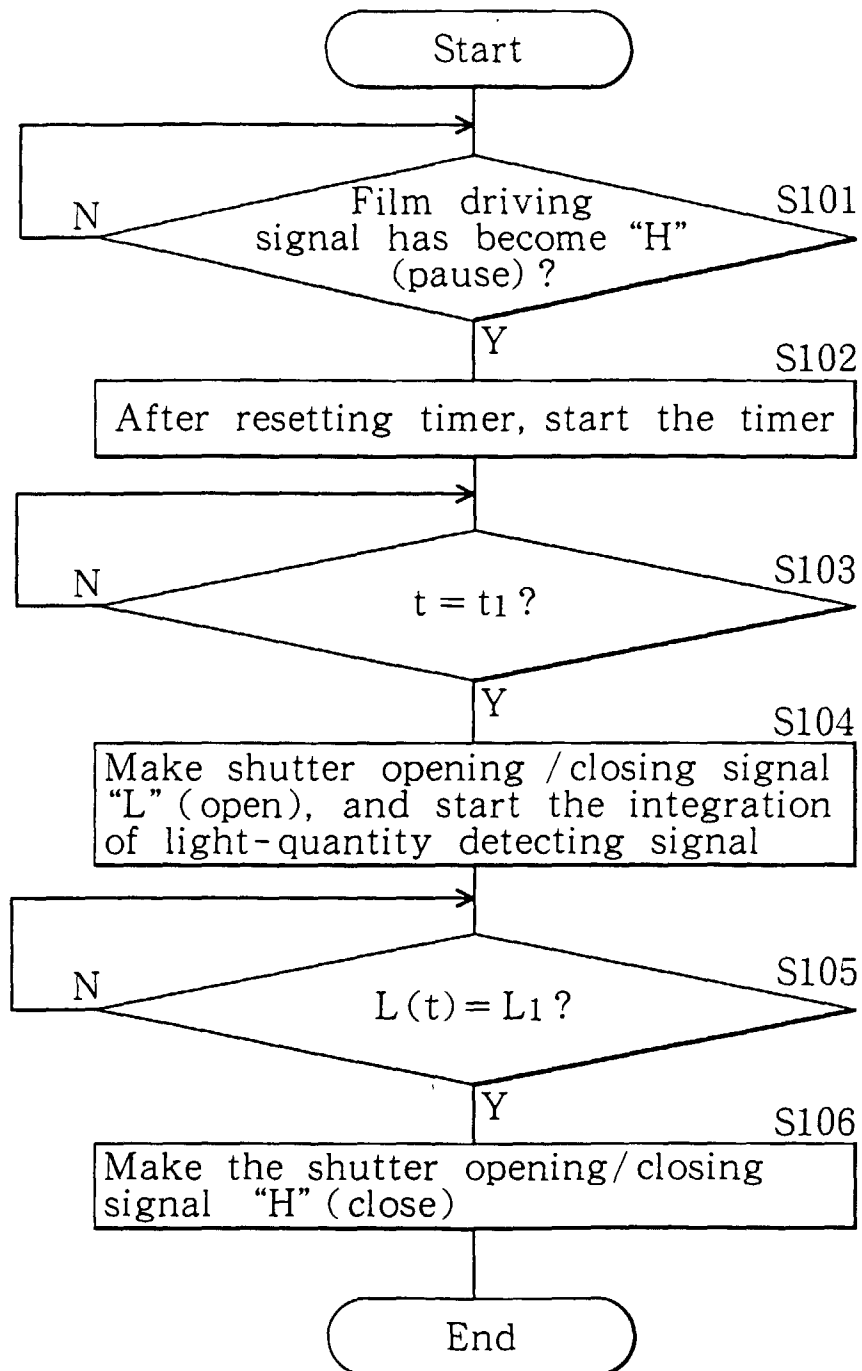 Start
N
Film driving
signal has become “H”
(pause)?
S101
Y
S102
After resetting timer, start the timer
N
t = t1?
S103
Y
S104
Make shutter opening /closing signal
“L” (open), and start the integration
of light-quantity detecting signal
N
L(t) = L1?
S105
Y
S106
Make the shutter opening/closing
signal “H” (close)
End